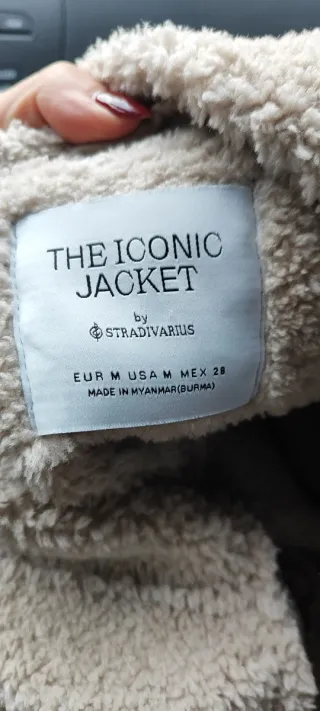 THE ICONIC
JACKET
by
STRADIVARIUS
EUR M USA M MEX 28
MADE IN MYANMAR(BURMA)